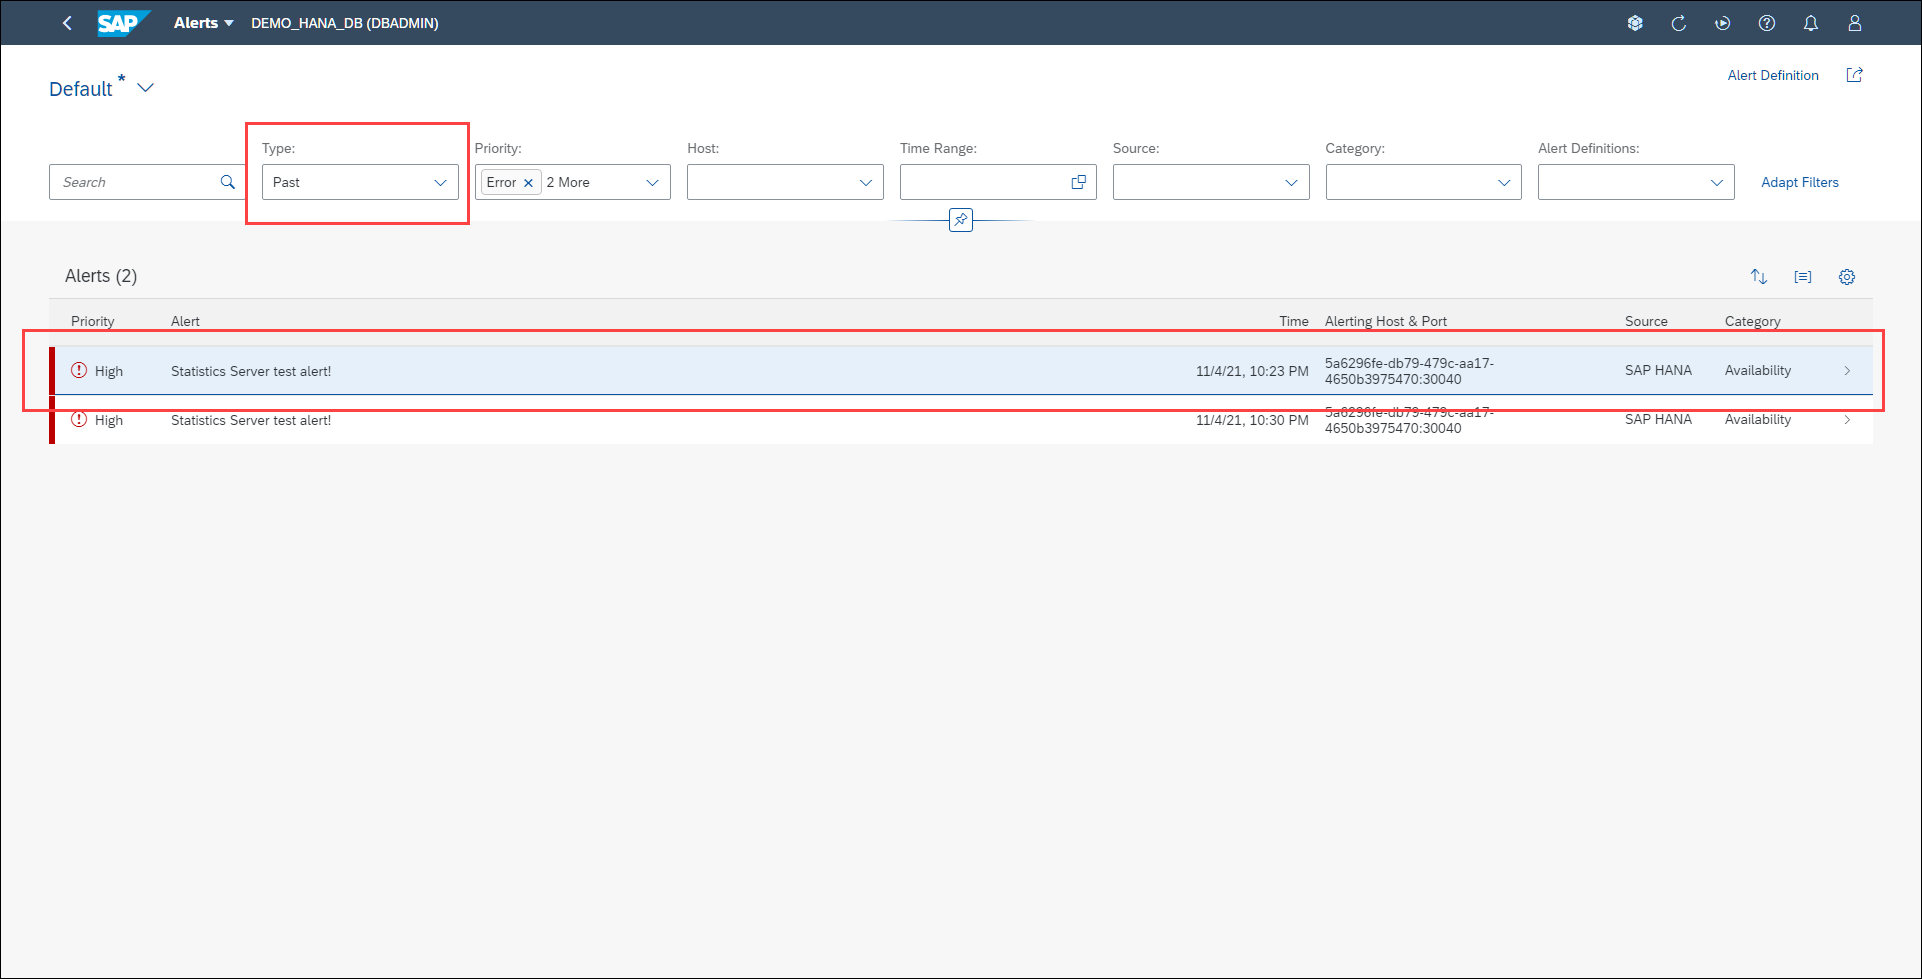 SAP Alerts DEMO_HANA_DB (DBADMIN)
Default *
Alert Definition
Type: Priority: Host: Time Range: Source: Category: Alert Definitions:
Search Past Error 2 More Adapt Filters
Alerts (2)
Priority Alert Time Alerting Host & Port Source Category
High Statistics Server test alert! 11/4/21, 10:23 PM 5a6296fe-db79-479c-aa17-
4650b3975470:30040 SAP HANA Availability
High Statistics Server test alert! 11/4/21, 10:30 PM 5a6296fe-db79-479c-aa17-
4650b3975470:30040 SAP HANA Availability